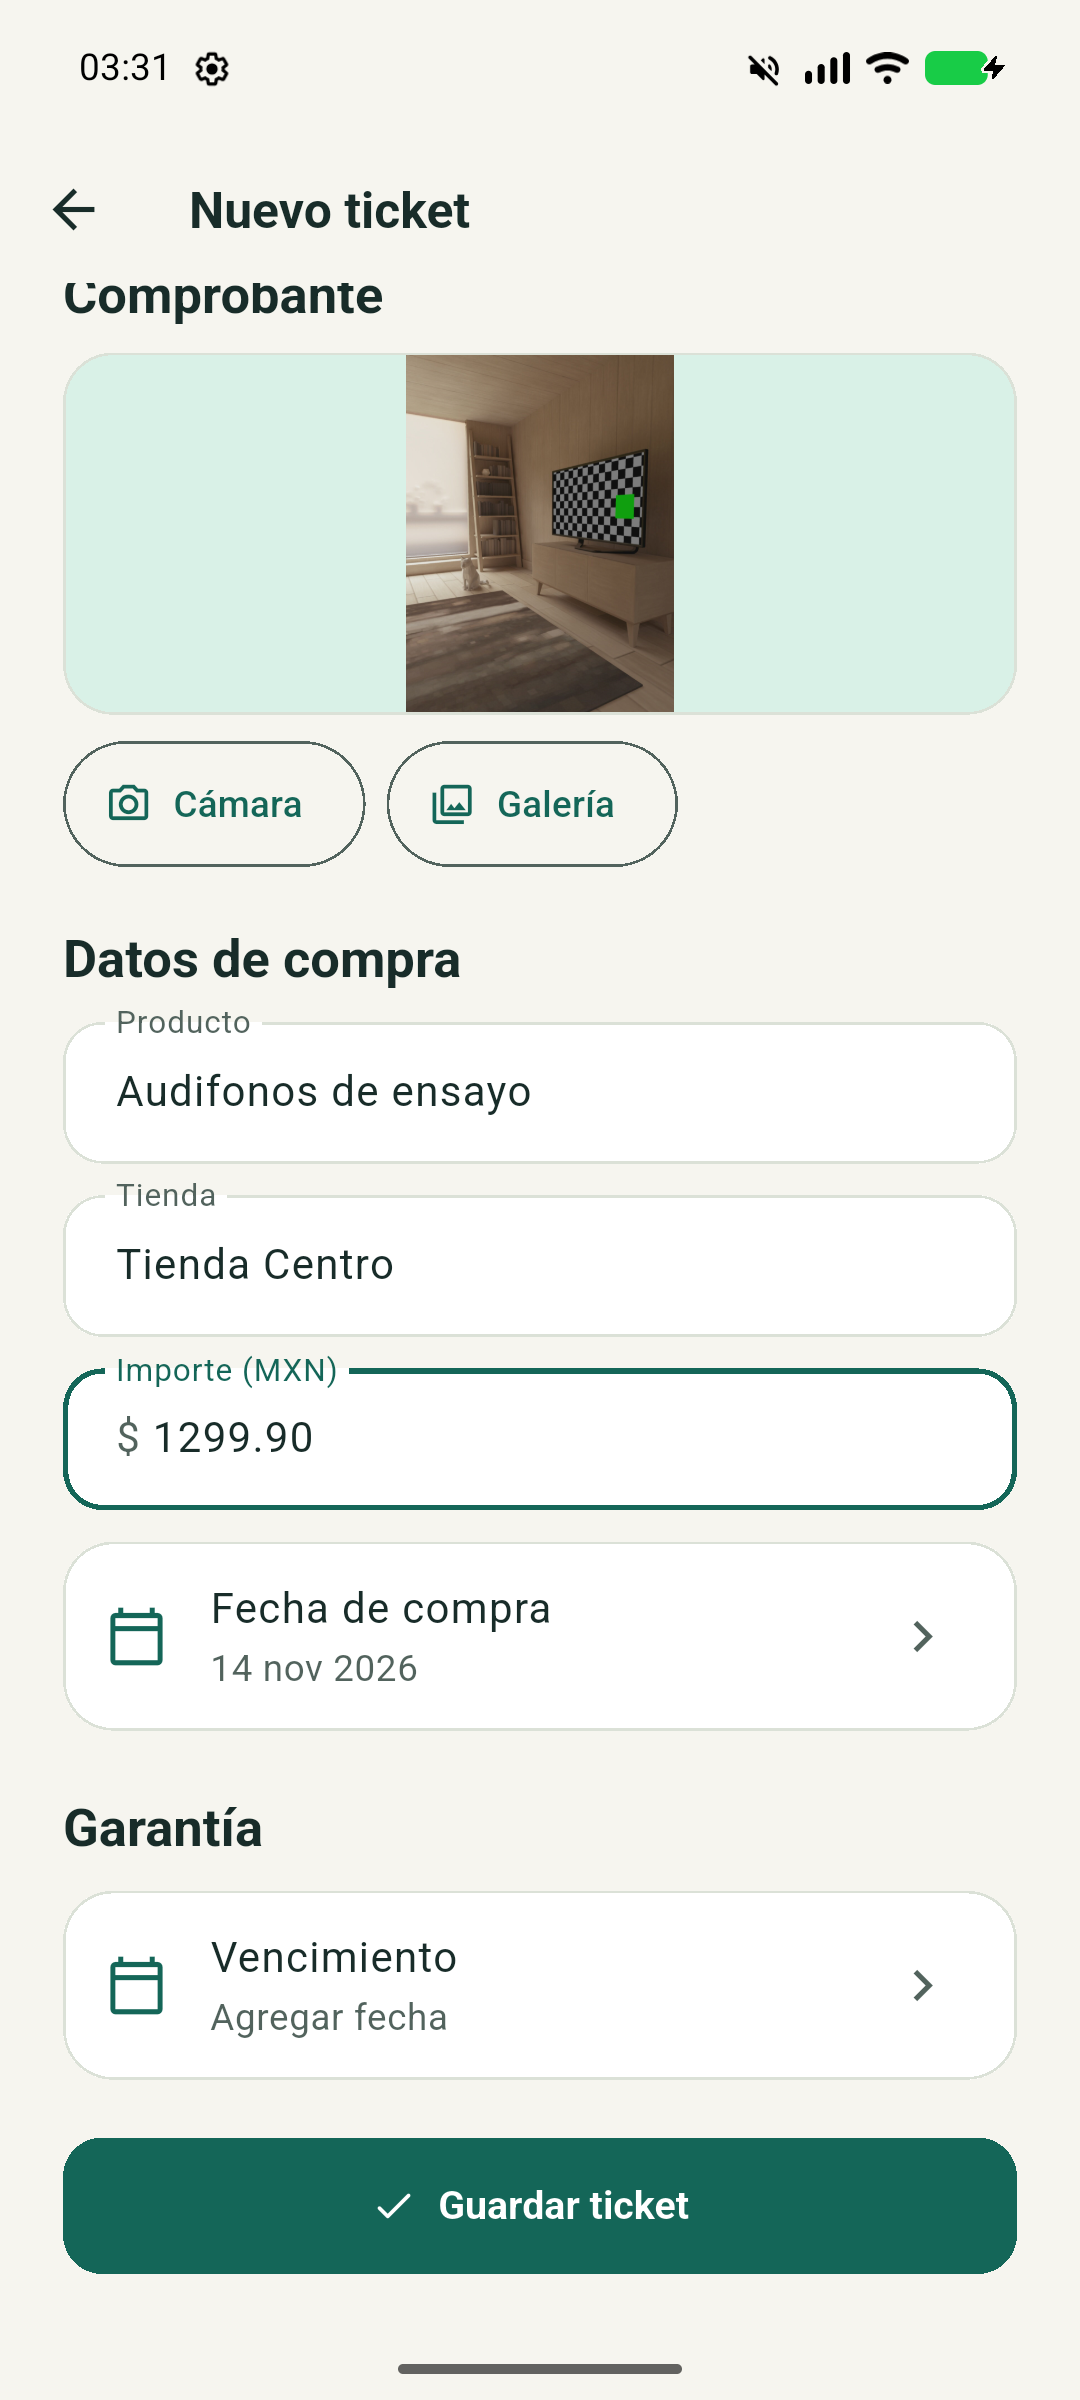 03:31
Nuevo ticket
Comprobante
Cámara
Galería
Datos de compra
Producto
Audifonos de ensayo
Tienda
Tienda Centro
Importe (MXN)
$ 1299.90
Fecha de compra
14 nov 2026
Garantía
Vencimiento
Agregar fecha
Guardar ticket